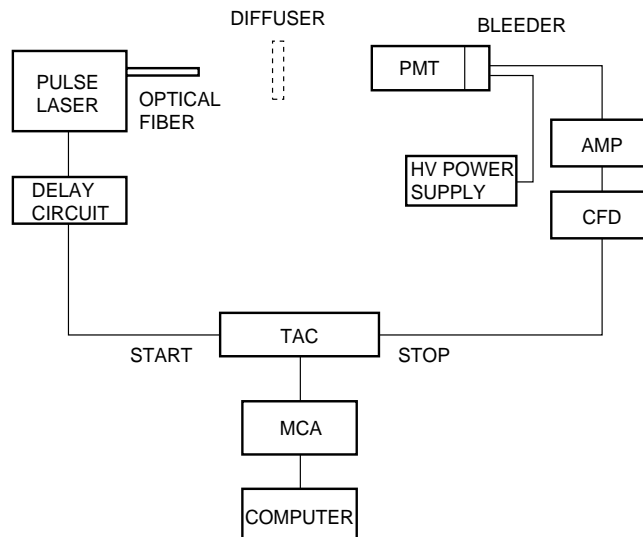 DIFFUSER
BLEEDER
PULSE
LASER
OPTICAL
FIBER
PMT
AMP
HV POWER
SUPPLY
DELAY
CIRCUIT
CFD
TAC
START
STOP
MCA
COMPUTER